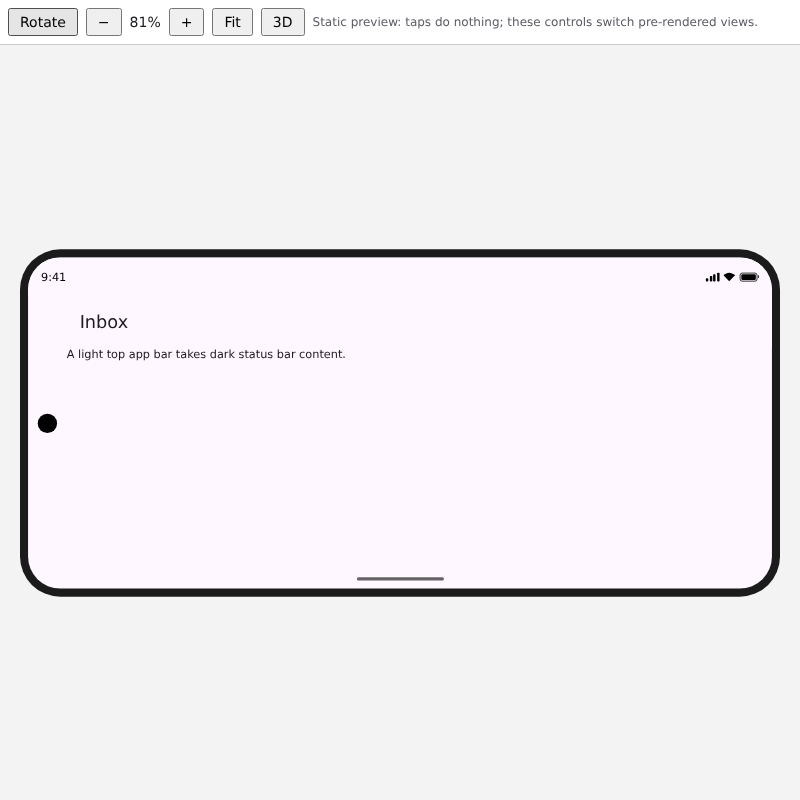 Rotate − 81% + Fit 3D Static preview: taps do nothing; these controls switch pre-rendered views.
9:41
Inbox
A light top app bar takes dark status bar content.